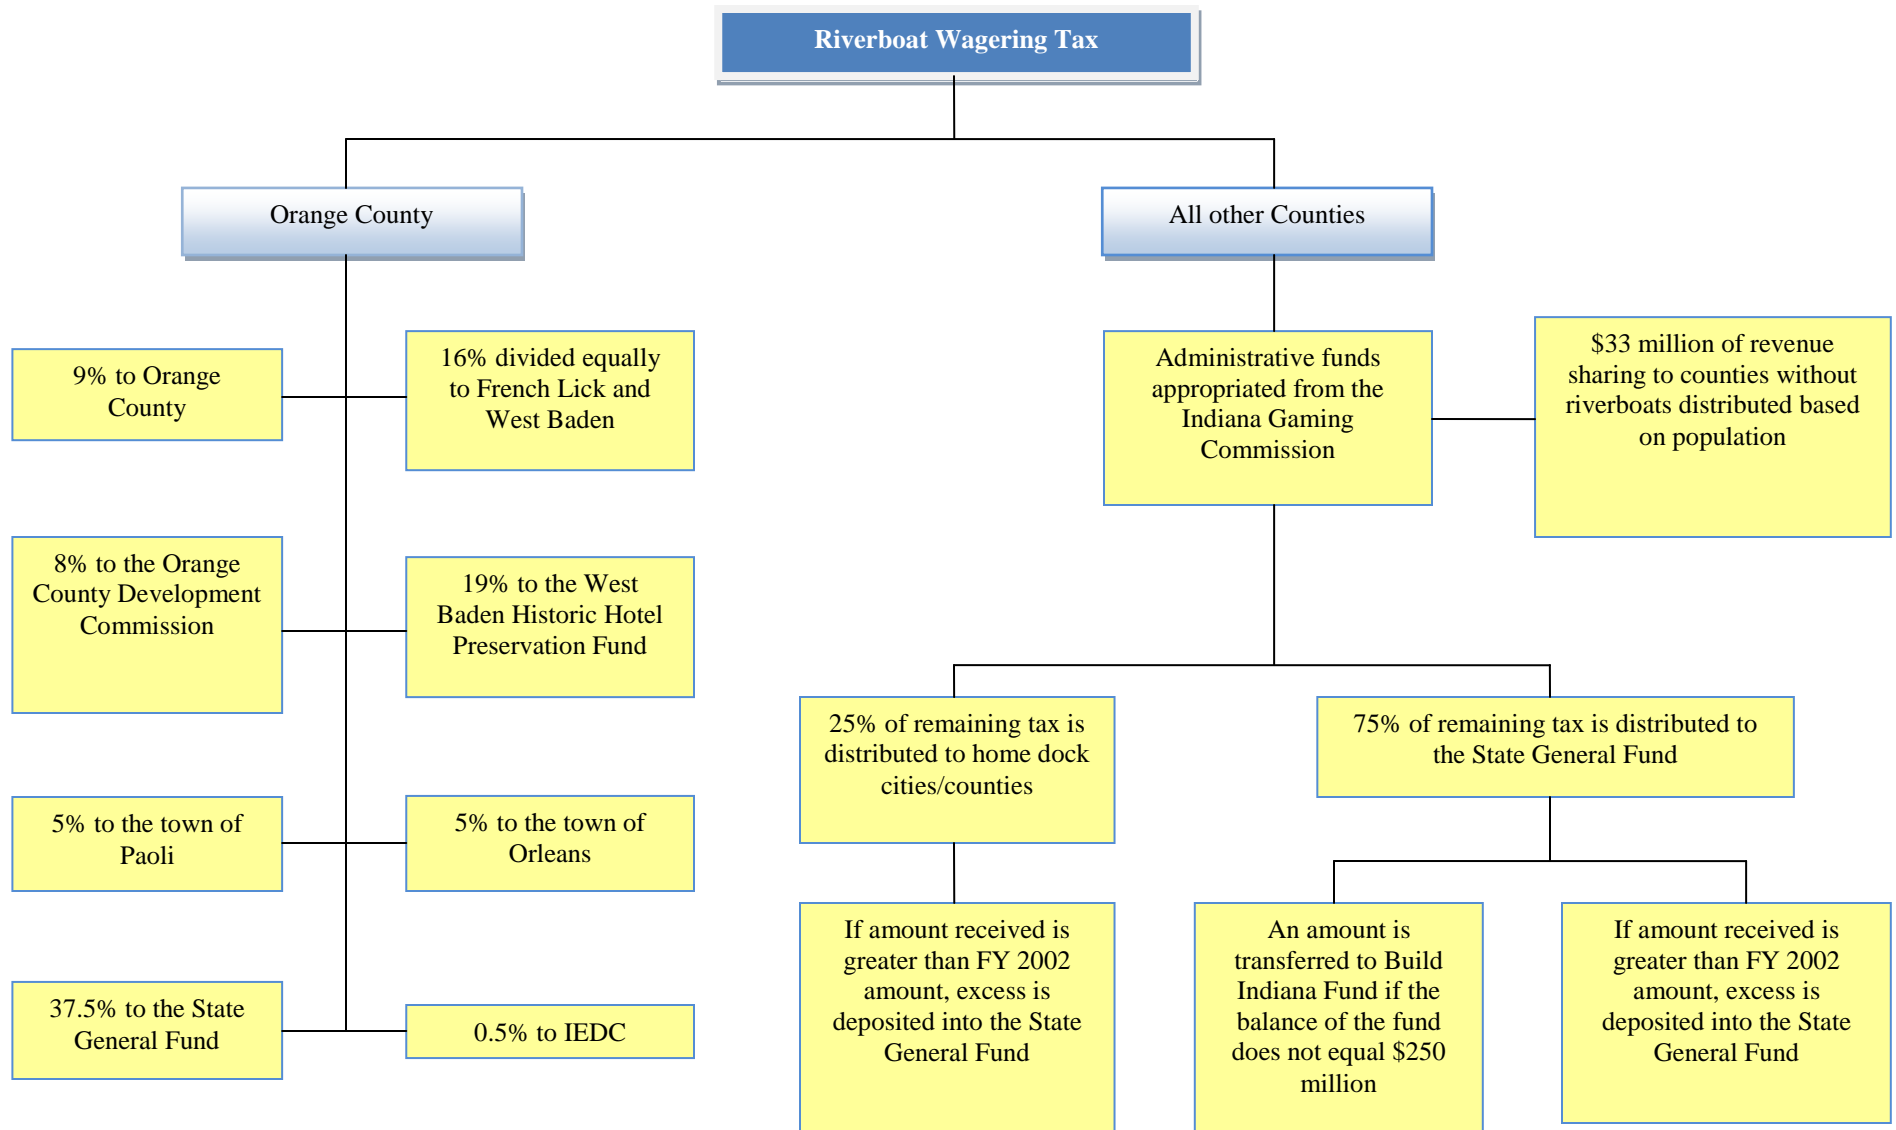 Riverboat Wagering Tax
Orange County
All other Counties
9% to Orange
County
16% divided equally
to French Lick and
West Baden
Administrative funds
appropriated from the
Indiana Gaming
Commission
$33 million of revenue
sharing to counties without
riverboats distributed based
on population
8% to the Orange
County Development
Commission
19% to the West
Baden Historic Hotel
Preservation Fund
25% of remaining tax is
distributed to home dock
cities/counties
75% of remaining tax is distributed to
the State General Fund
5% to the town of
Paoli
5% to the town of
Orleans
If amount received is
greater than FY 2002
amount, excess is
deposited into the State
General Fund
An amount is
transferred to Build
Indiana Fund if the
balance of the fund
does not equal $250
million
If amount received is
greater than FY 2002
amount, excess is
deposited into the State
General Fund
37.5% to the State
General Fund
0.5% to IEDC